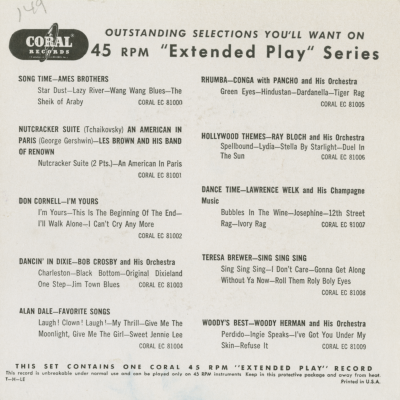 149
CORAL
RECORDS
OUTSTANDING SELECTIONS YOU'LL WANT ON
45 RPM "Extended Play" Series
SONG TIME—AMES BROTHERS
Star Dust—Lazy River—Wang Wang Blues—The
Sheik of Araby CORAL EC 81000
NUTCRACKER SUITE (Tchaikovsky) AN AMERICAN IN
PARIS (George Gershwin)—LES BROWN AND HIS BAND
OF RENOWN
Nutcracker Suite (2 Pts.)—An American In Paris
CORAL EC 81001
DON CORNELL—I'M YOURS
I'm Yours—This Is The Beginning Of The End—
I'll Walk Alone—I Can't Cry Any More
CORAL EC 81002
DANCIN' IN DIXIE—BOB CROSBY and His Orchestra
Charleston—Black Bottom—Original Dixieland
One Step—Jim Town Blues CORAL EC 81003
ALAN DALE—FAVORITE SONGS
Laugh! Clown! Laugh!—My Thrill—Give Me The
Moonlight, Give Me The Girl—Sweet Jennie Lee
CORAL EC 81004
RHUMBA—CONGA with PANCHO and His Orchestra
Green Eyes—Hindustan—Dardanella—Tiger Rag
CORAL EC 81005
HOLLYWOOD THEMES—RAY BLOCH and His Orchestra
Spellbound—Lydia—Stella By Starlight—Duel In
The Sun CORAL EC 81006
DANCE TIME—LAWRENCE WELK and His Champagne
Music
Bubbles In The Wine—Josephine—12th Street
Rag—Ivory Rag CORAL EC 81007
TERESA BREWER—SING SING SING
Sing Sing Sing—I Don't Care—Gonna Get Along
Without Ya Now—Roll Them Roly Boly Eyes
CORAL EC 81008
WOODY'S BEST—WOODY HERMAN and His Orchestra
Perdido—Ingie Speaks—I've Got You Under My
Skin—Refuse It CORAL EC 81009
THIS SET CONTAINS ONE CORAL 45 RPM "EXTENDED PLAY" RECORD
This record is unbreakable under normal use and can be played only on 45 RPM instruments. Keep in this protective package and away from heat.
T—H—LE Printed in U.S.A.